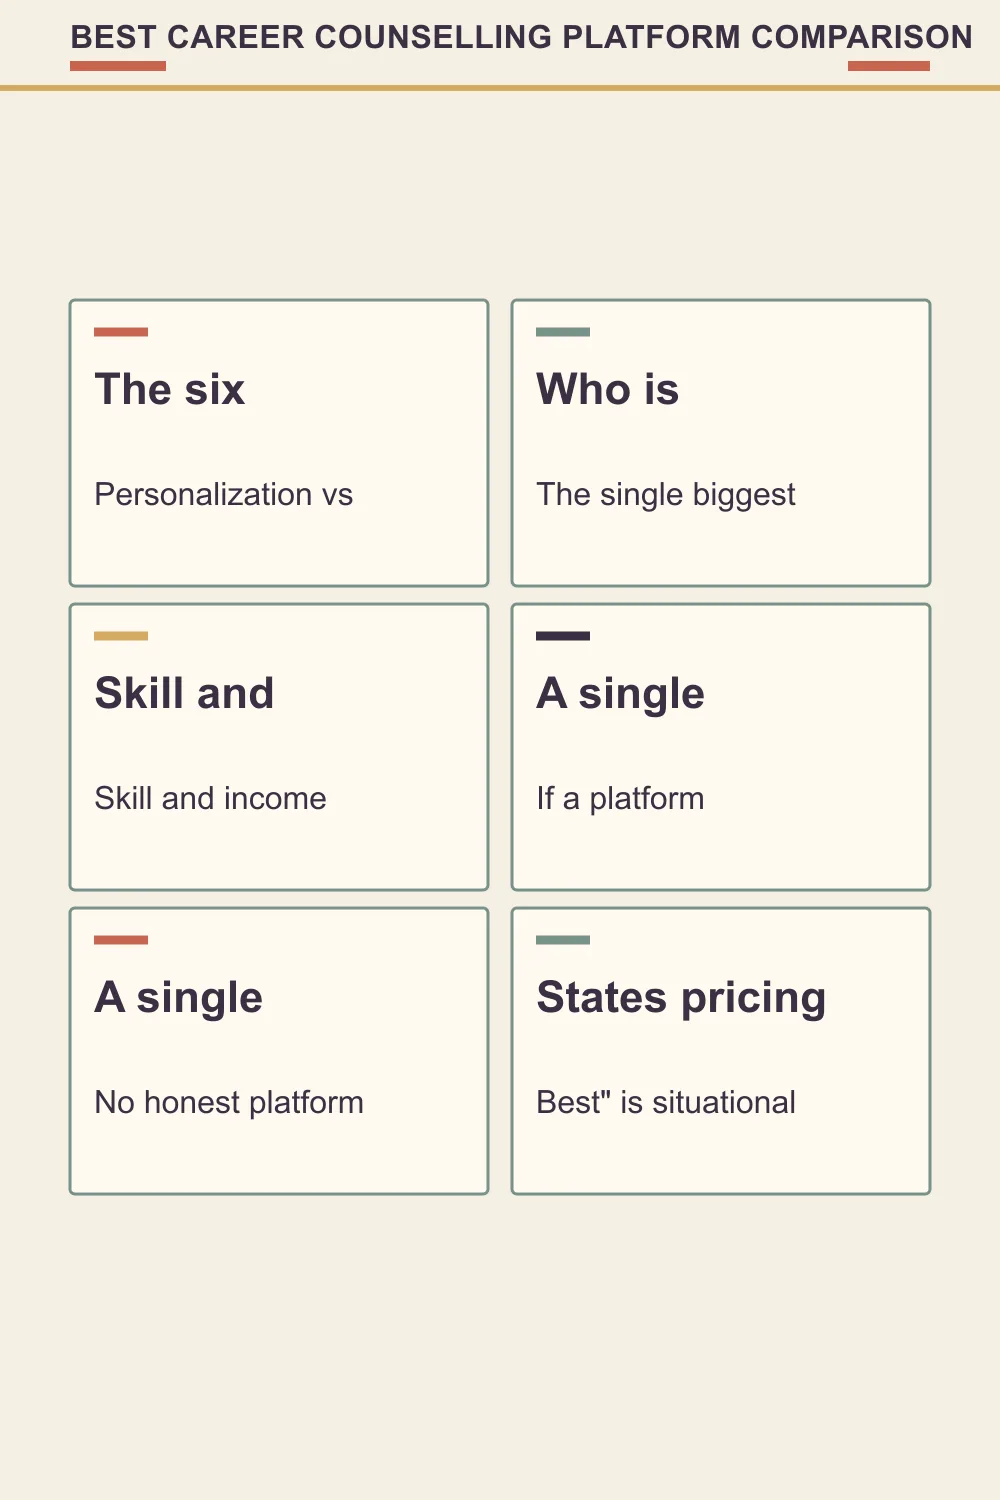 BEST CAREER COUNSELLING PLATFORM COMPARISON
The six
Personalization vs
Who is
The single biggest
Skill and
Skill and income
A single
If a platform
A single
No honest platform
States pricing
Best" is situational